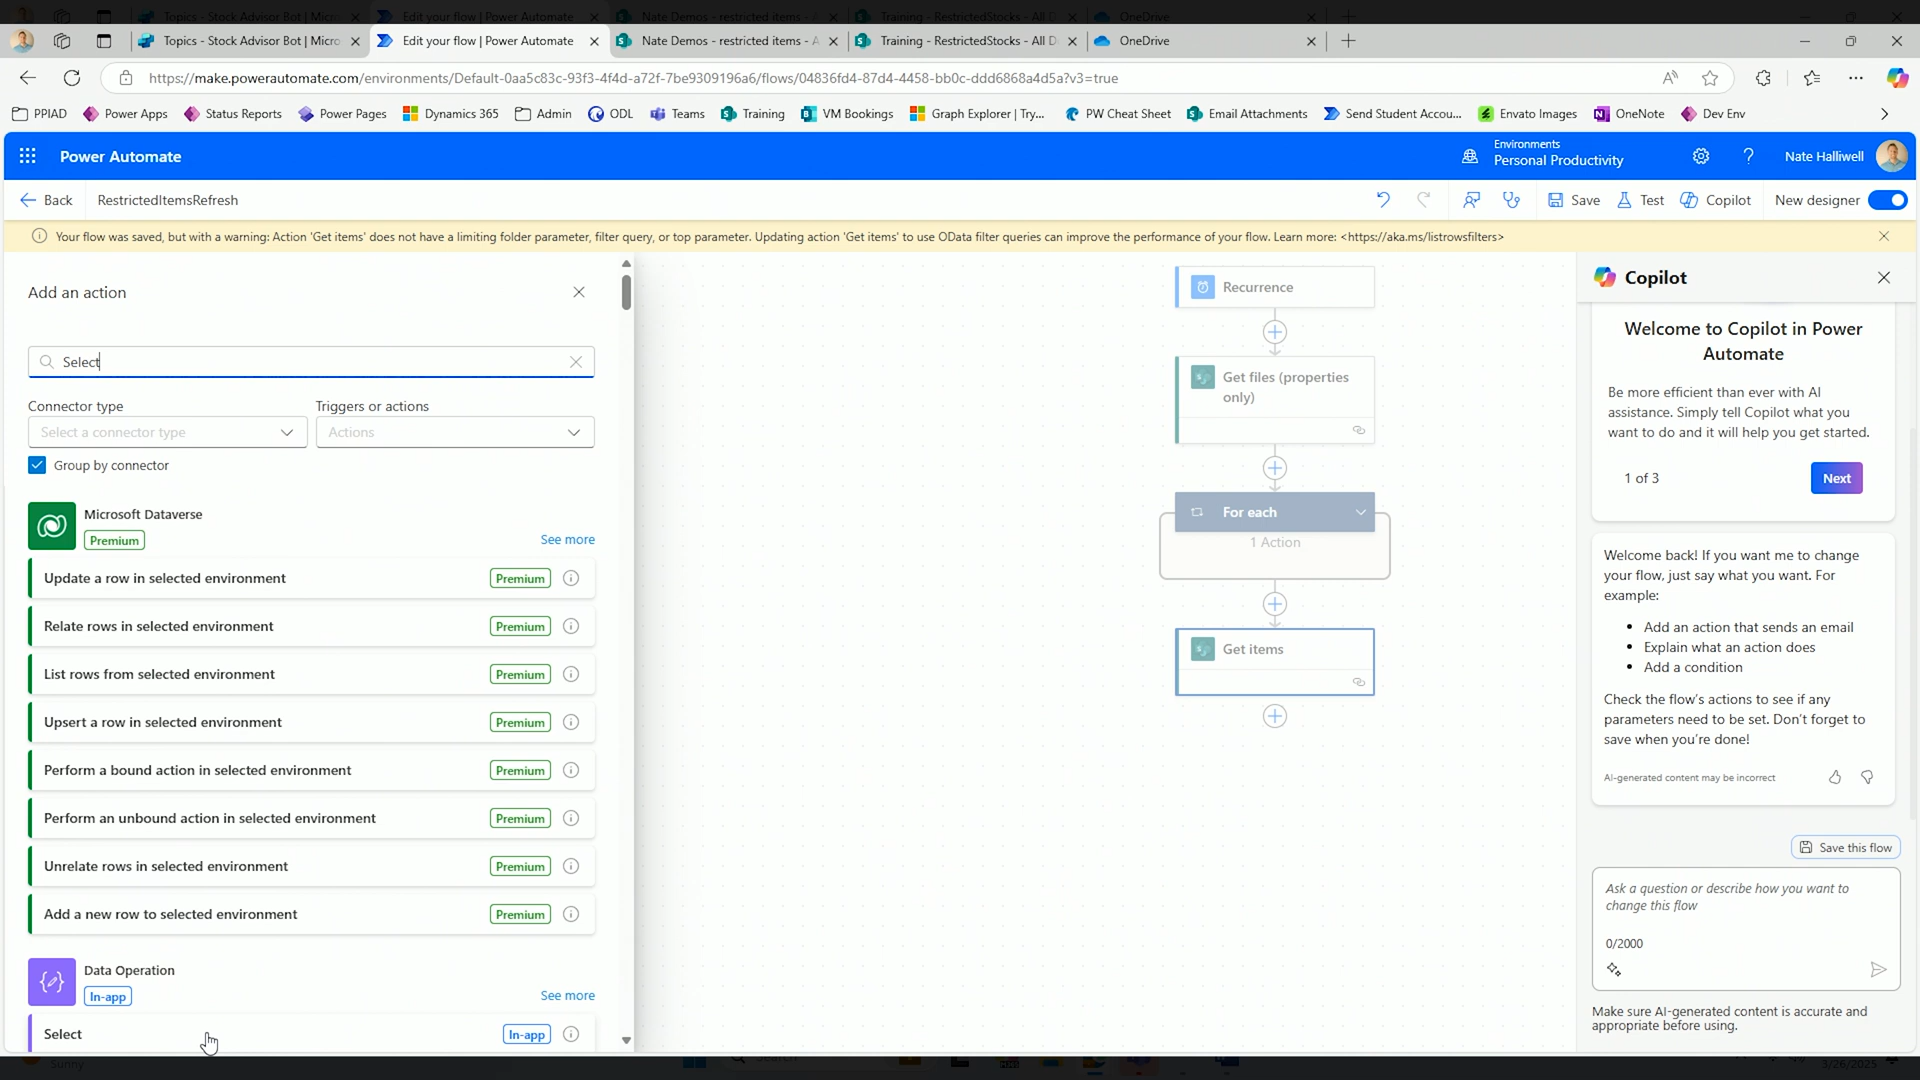 Topics - Stock Advisor Bot | Micro
Edit your flow | Power Automate
Nate Demos - restricted items - A
Training - RestrictedStocks - All D
OneDrive
https://make.powerautomate.com/environments/Default-0aa5c83c-93f3-4f4d-a72f-7be9309196a6/flows/04836fd4-87d4-4458-bb0c-ddd6868a4d5a?v3=true
PPIAD
Power Apps
Status Reports
Power Pages
Dynamics 365
Admin
ODL
Teams
Training
VM Bookings
Graph Explorer | Try...
PW Cheat Sheet
Email Attachments
Send Student Accou...
Envato Images
OneNote
Dev Env
Power Automate
Environments
Personal Productivity
Nate Halliwell
Back
RestrictedItemsRefresh
Save
Test
Copilot
New designer
Your flow was saved, but with a warning: Action 'Get items' does not have a limiting folder parameter, filter query, or top parameter. Updating action 'Get items' to use OData filter queries can improve the performance of your flow. Learn more: <https://aka.ms/listrowsfilters>
Add an action
Select
Connector type
Triggers or actions
Select a connector type
Actions
Group by connector
Microsoft Dataverse
Premium
See more
Update a row in selected environment
Premium
Relate rows in selected environment
Premium
List rows from selected environment
Premium
Upsert a row in selected environment
Premium
Perform a bound action in selected environment
Premium
Perform an unbound action in selected environment
Premium
Unrelate rows in selected environment
Premium
Add a new row to selected environment
Premium
Data Operation
In-app
See more
Select
In-app
Recurrence
Get files (properties
only)
For each
1 Action
Get items
Copilot
Welcome to Copilot in Power
Automate
Be more efficient than ever with AI
assistance. Simply tell Copilot what you
want to do and it will help you get started.
1 of 3
Next
Welcome back! If you want me to change
your flow, just say what you want. For
example:
Add an action that sends an email
Explain what an action does
Add a condition
Check the flow's actions to see if any
parameters need to be set. Don't forget to
save when you're done!
AI-generated content may be incorrect
Save this flow
Ask a question or describe how you want to
change this flow
0/2000
Make sure AI-generated content is accurate and
appropriate before using.
Sunny
Search
3/26/2025